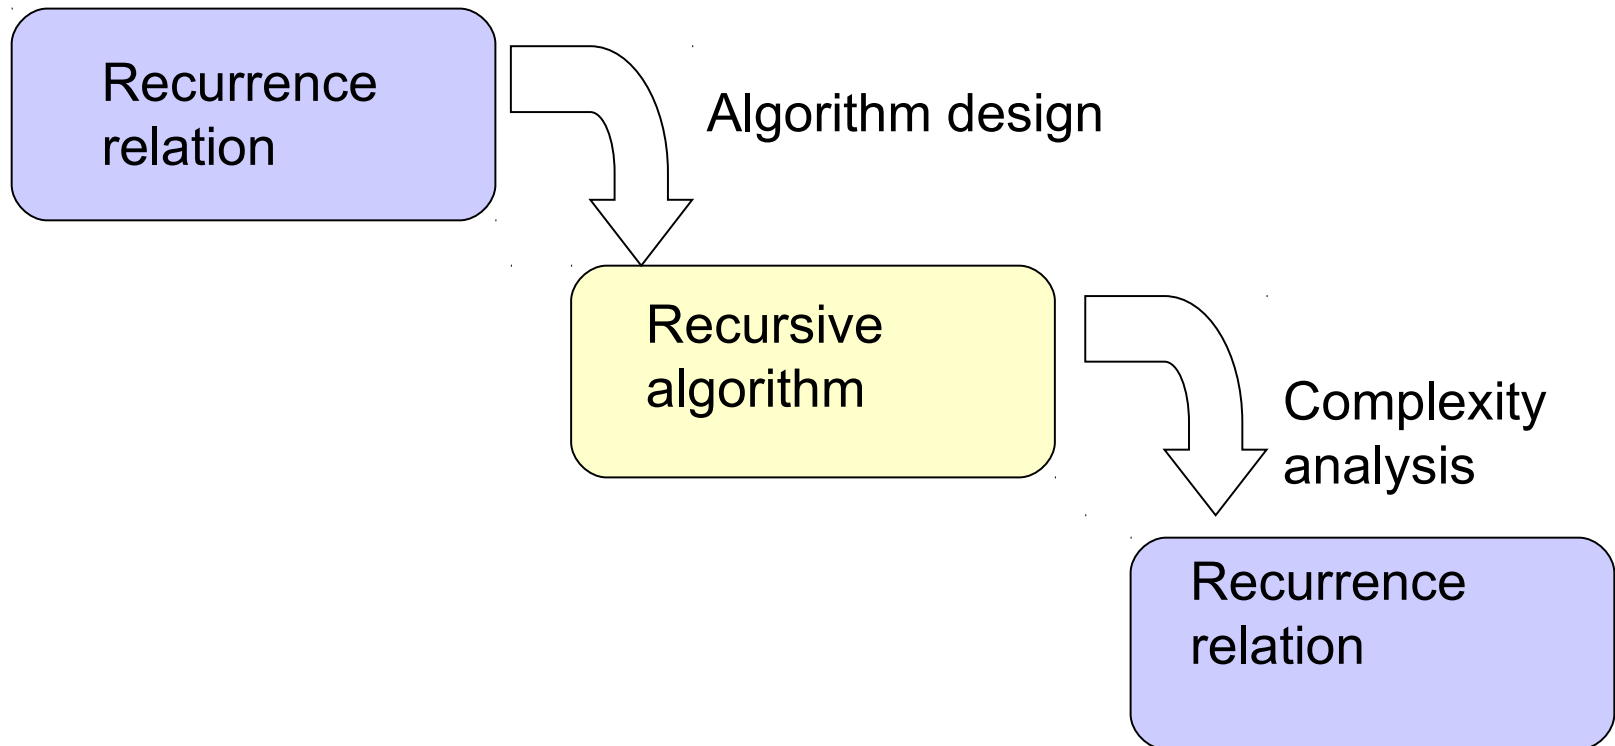 Recurrence
relation
Algorithm design
Recursive
algorithm
Complexity
analysis
Recurrence
relation